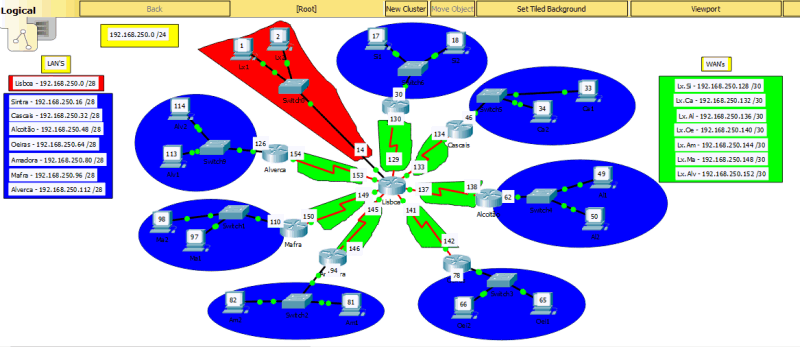 Logical
Back
[Root]
New Cluster
Move Object
Set Tiled Background
Viewport
192.168.250.0 /24
LAN'S
Lisboa - 192.168.250.0 /28
Sintra - 192.168.250.16 /28
Cascais - 192.168.250.32 /28
Alcoitão - 192.168.250.48 /28
Oeiras - 192.168.250.64 /28
Amadora - 192.168.250.80 /28
Mafra - 192.168.250.96 /28
Alverca - 192.168.250.112 /28
WAN's
Lx.Si - 192.168.250.128 /30
Lx.Ca - 192.168.250.132 /30
Lx. Al - 192.168.250.136 /30
Lx.Oe - 192.168.250.140 /30
Lx. Am - 192.168.250.144 /30
Lx.Ma - 192.168.250.148 /30
Lx. Alv - 192.168.250.152 /30
1
2
17
18
30
130
129
33
34
46
134
133
Cascais
114
113
126
154
153
Alverca
14
Lisboa
137
138
62
49
50
Alcoitão
98
97
110
150
149
Mafra
145
146
94
82
81
141
142
78
66
65